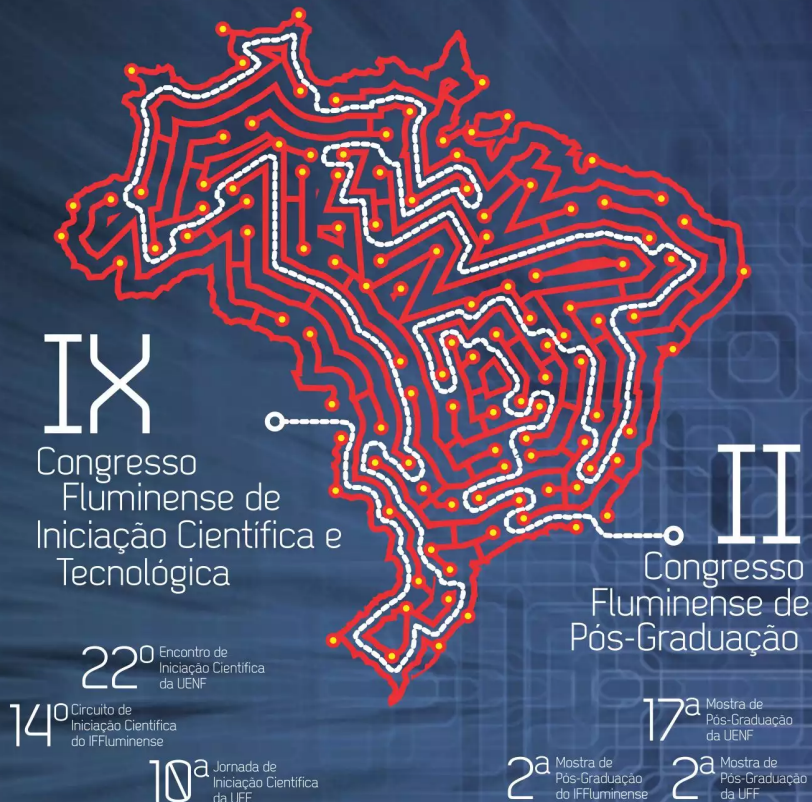 IX
Congresso
Fluminense de
Iniciação Científica e
Tecnológica
II
Congresso
Fluminense de
Pós-Graduação
22º Encontro de
Iniciação Científica
da UENF
14º Circuito de
Iniciação Científica
do IFFluminense
10ª Jornada de
Iniciação Científica
da UFF
17ª Mostra de
Pós-Graduação
da UENF
2ª Mostra de
Pós-Graduação
do IFFluminense
2ª Mostra de
Pós-Graduação
da UFF